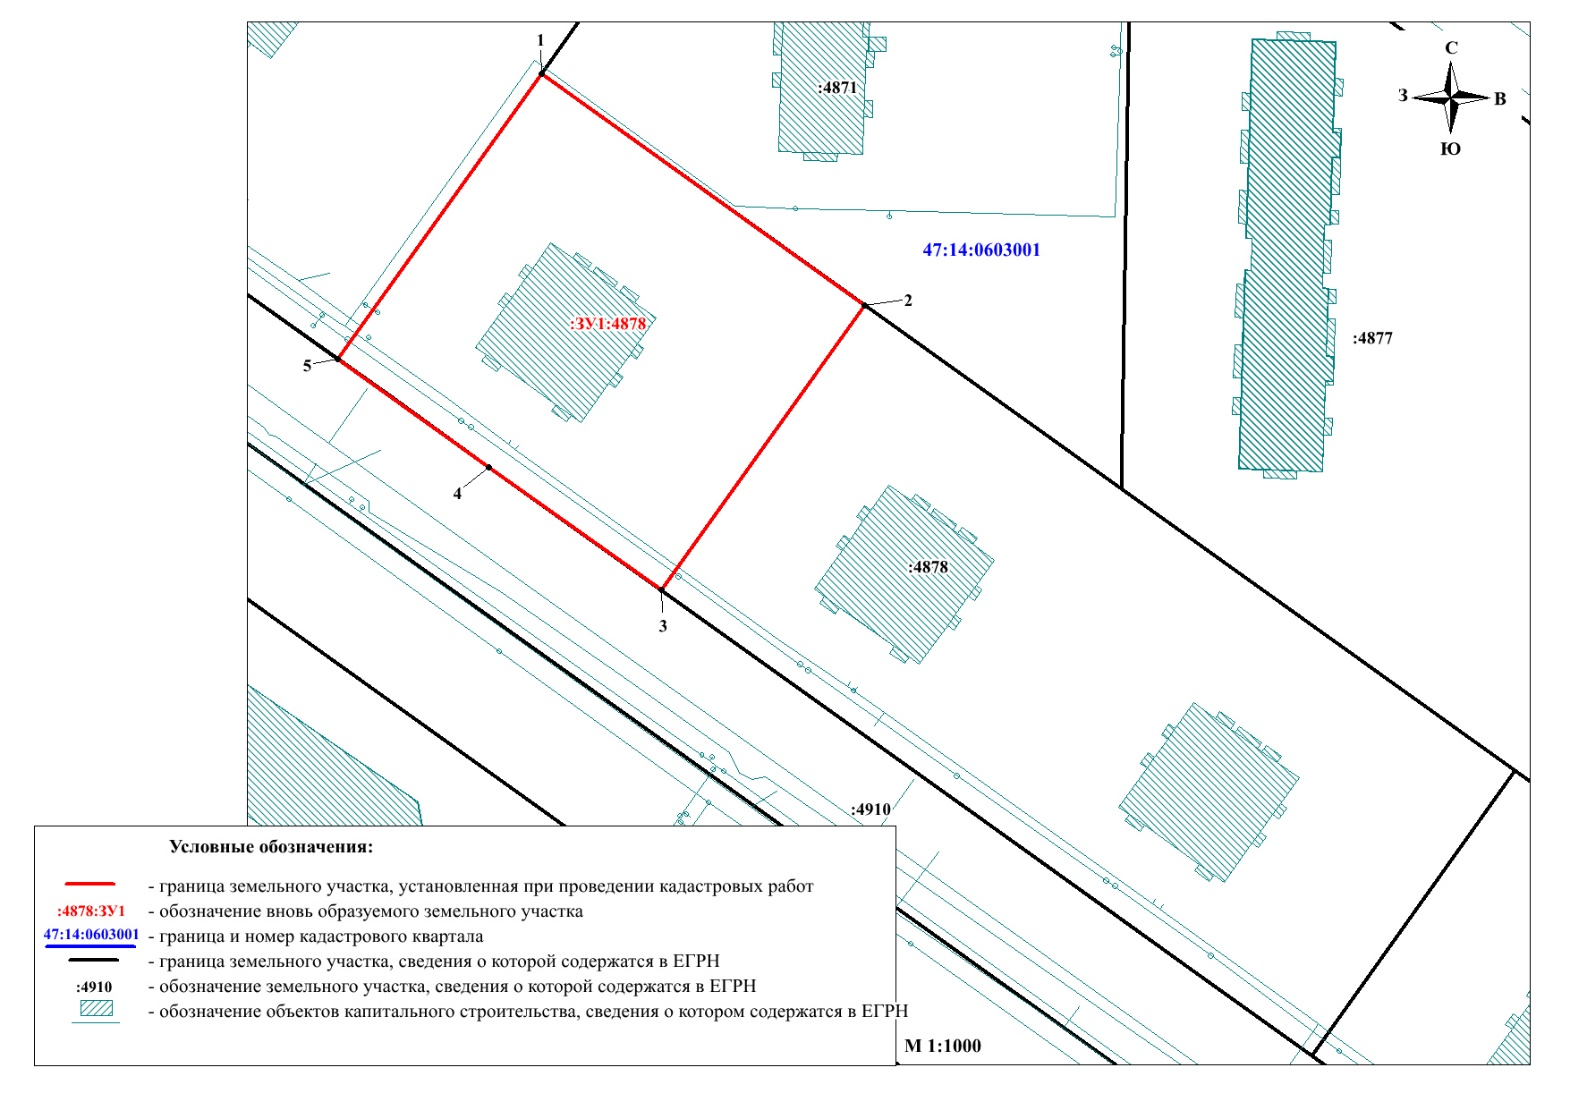 1
С
:4871
З
В
Ю
47:14:0603001
2
:ЗУ1:4878
:4877
5
4
:4878
3
:4910
Условные обозначения:
- граница земельного участка, установленная при проведении кадастровых работ
:4878:ЗУ1 - обозначение вновь образуемого земельного участка
47:14:0603001 - граница и номер кадастрового квартала
- граница земельного участка, сведения о которой содержатся в ЕГРН
:4910 - обозначение земельного участка, сведения о которой содержатся в ЕГРН
- обозначение объектов капитального строительства, сведения о котором содержатся в ЕГРН
М 1:1000